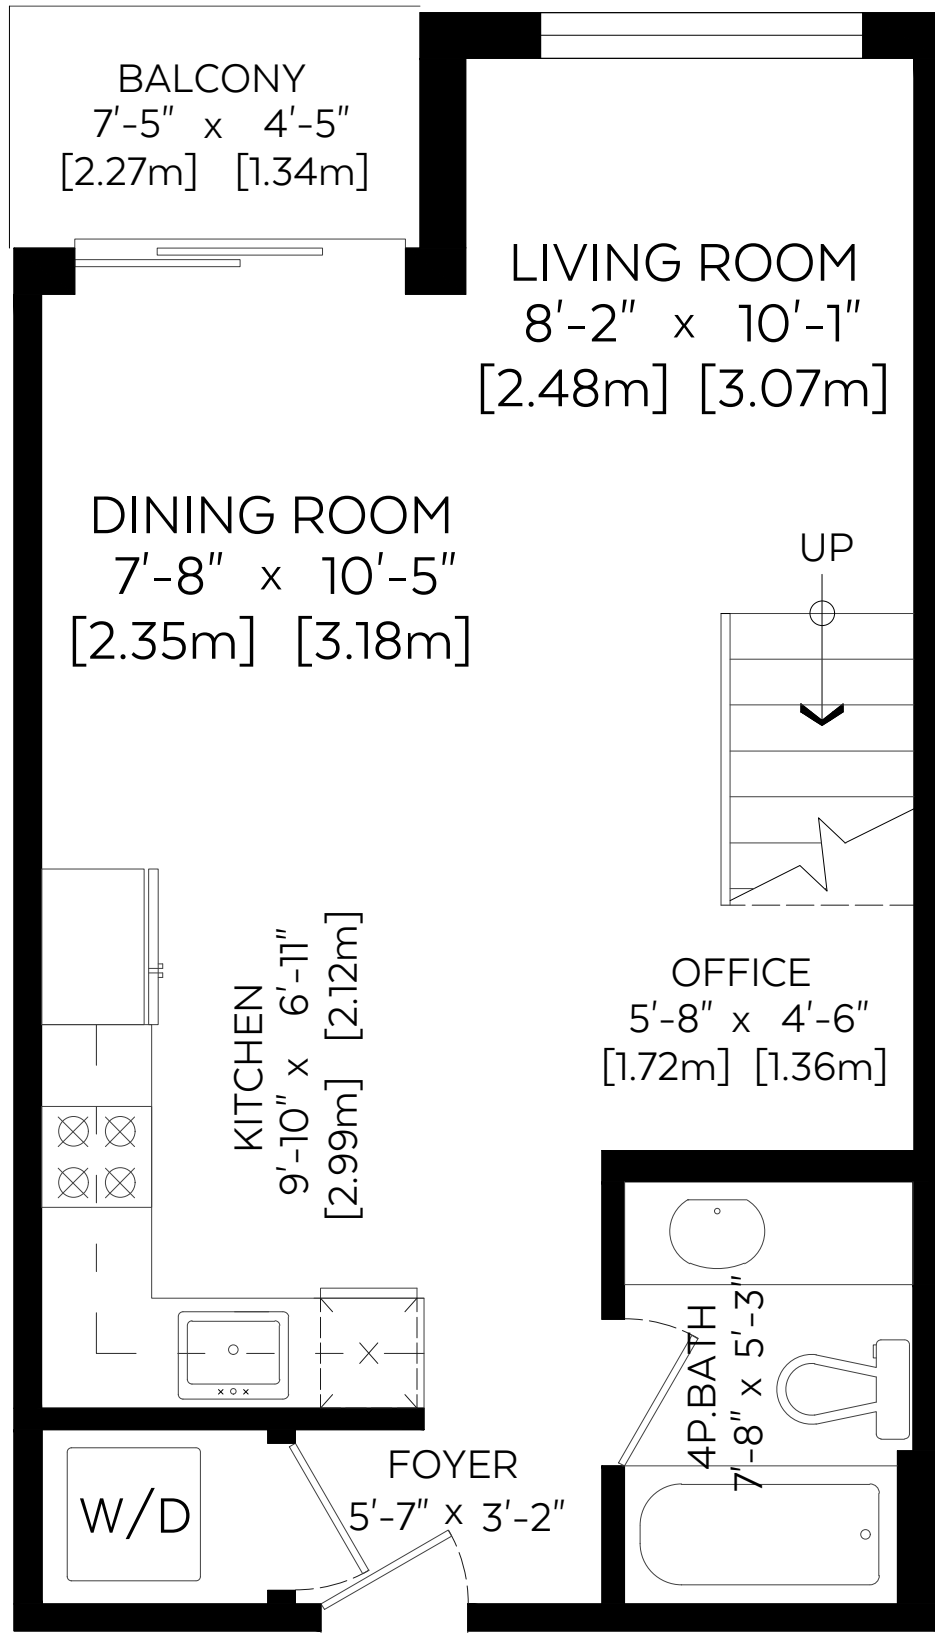 BALCONY
7'-5" x 4'-5"
[2.27m] [1.34m]
LIVING ROOM
8'-2" x 10'-1"
[2.48m] [3.07m]
DINING ROOM
7'-8" x 10'-5"
[2.35m] [3.18m]
UP
KITCHEN
9'-10" x 6'-11"
[2.99m] [2.12m]
OFFICE
5'-8" x 4'-6"
[1.72m] [1.36m]
4P.BATH
7'-8" x 5'-3"
FOYER
5'-7" x 3'-2"
W/D